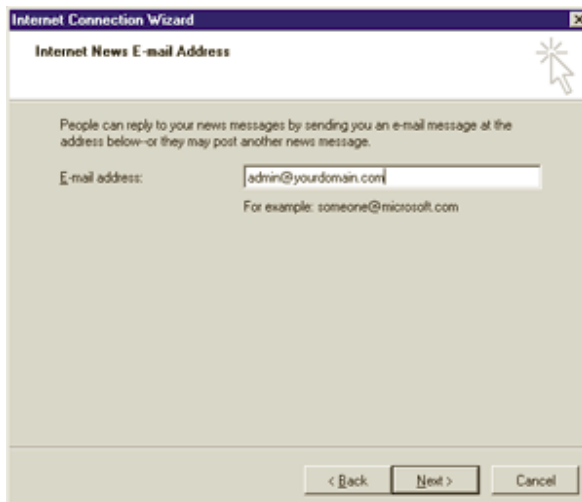 Internet Connection Wizard
Internet News E-mail Address
People can reply to your news messages by sending you an e-mail message at the
address below--or they may post another news message.
E-mail address:
admin@yourdomain.com
For example: someone@microsoft.com
< Back
Next >
Cancel